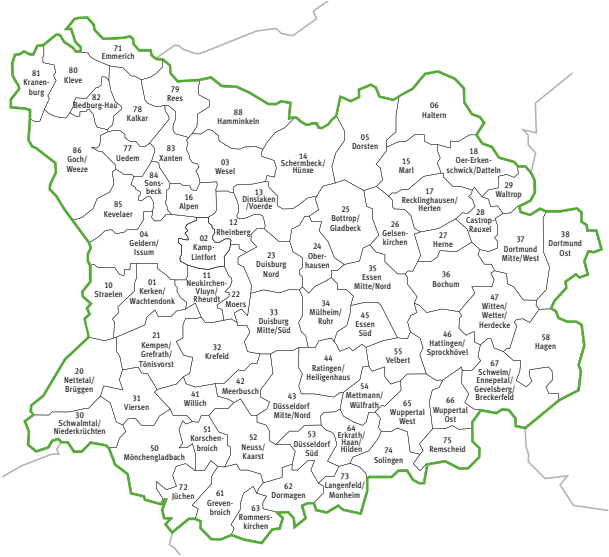 71
Emmerich
81
Kranen-
burg
80
Kleve
82
Bedburg-Hau
79
Rees
78
Kalkar
88
Hamminkeln
06
Haltern
05
Dorsten
86
Goch/
Weeze
77
Uedem
83
Xanten
03
Wesel
14
Schermbeck/
Hünxe
15
Marl
18
Oer-Erken-
schwick/Datteln
84
Sons-
beck
85
Kevelaer
16
Alpen
13
Dinslaken
/Voerde
17
Recklinghausen/
Herten
29
Waltrop
04
Geldern/
Issum
02
Kamp-
Lintfort
12
Rheinberg
25
Bottrop/
Gladbeck
26
Gelsen-
kirchen
28
Castrop-
Rauxel
27
Herne
37
Dortmund
Mitte/West
38
Dortmund
Ost
10
Straelen
01
Kerken/
Wachtendonk
11
Neukirchen-
Vluyn/
Rheurdt
22
Moers
23
Duisburg
Nord
24
Ober-
hausen
35
Essen
Mitte/Nord
36
Bochum
33
Duisburg
Mitte/Süd
34
Mülheim/
Ruhr
45
Essen
Süd
47
Witten/
Wetter/
Herdecke
21
Kempen/
Grefrath/
Tönisvorst
32
Krefeld
44
Ratingen/
Heiligenhaus
55
Velbert
46
Hattingen/
Sprockhövel
58
Hagen
20
Nettetal/
Brüggen
31
Viersen
41
Willich
42
Meerbusch
43
Düsseldorf
Mitte/Nord
54
Mettmann/
Wülfrath
67
Schwelm/
Ennepetal/
Gevelsberg/
Breckerfeld
30
Schwalmtal/
Niederkrüchten
65
Wuppertal
West
66
Wuppertal
Ost
50
Mönchengladbach
51
Korschen-
broich
52
Neuss/
Kaarst
53
Düsseldorf
Süd
64
Erkrath/
Haan/
Hilden
74
Solingen
75
Remscheid
72
Jüchen
61
Greven-
broich
62
Dormagen
73
Langenfeld/
Monheim
63
Rommers-
kirchen